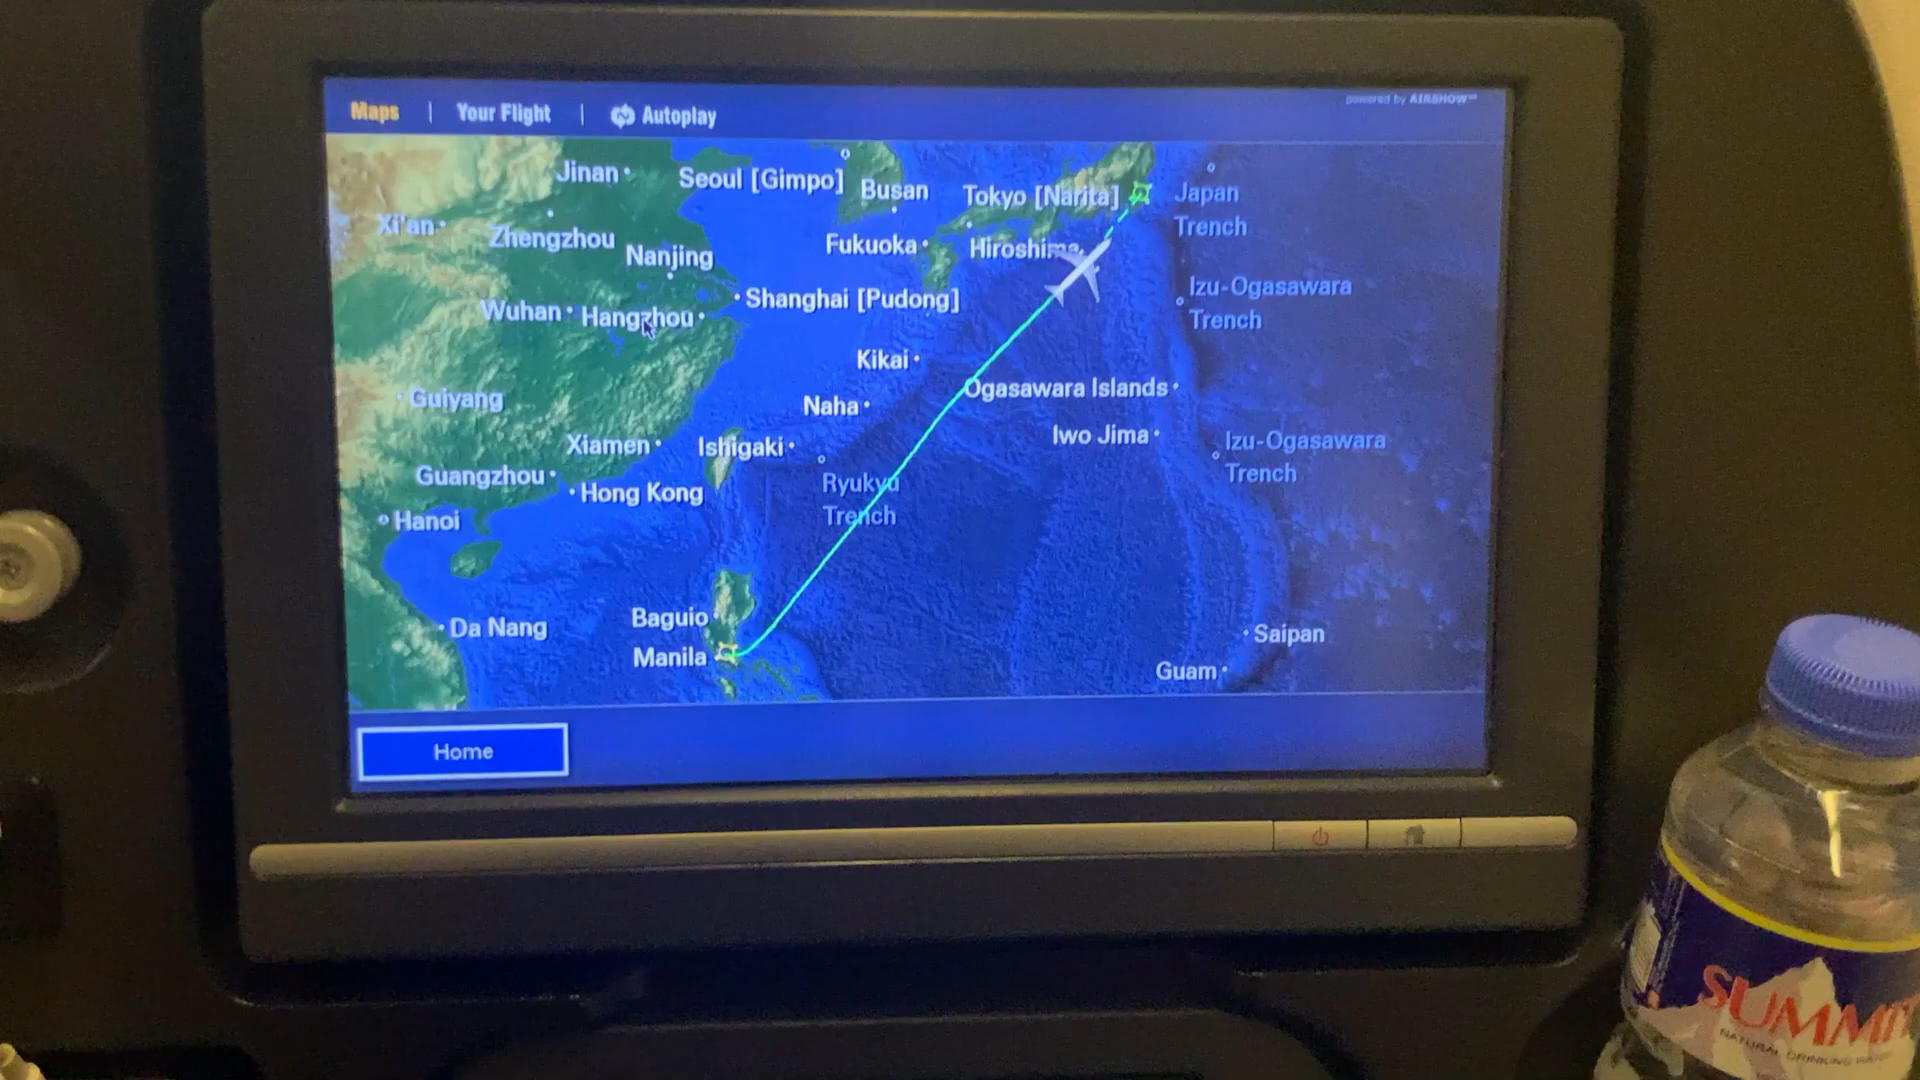 Maps | Your Flight | Autoplay
powered by AIRSHOW
Jinan
Seoul [Gimpo]
Busan
Tokyo [Narita]
Japan
Trench
Xi'an
Zhengzhou
Nanjing
Fukuoka
Hiroshima
Wuhan
Hangzhou
Shanghai [Pudong]
Izu-Ogasawara
Trench
Kikai
Guiyang
Naha
Ogasawara Islands
Xiamen
Ishigaki
Iwo Jima
Izu-Ogasawara
Trench
Guangzhou
Hong Kong
Ryukyu
Trench
Hanoi
Da Nang
Baguio
Manila
Saipan
Guam
Home
SUMMIT
NATURAL DRINKING